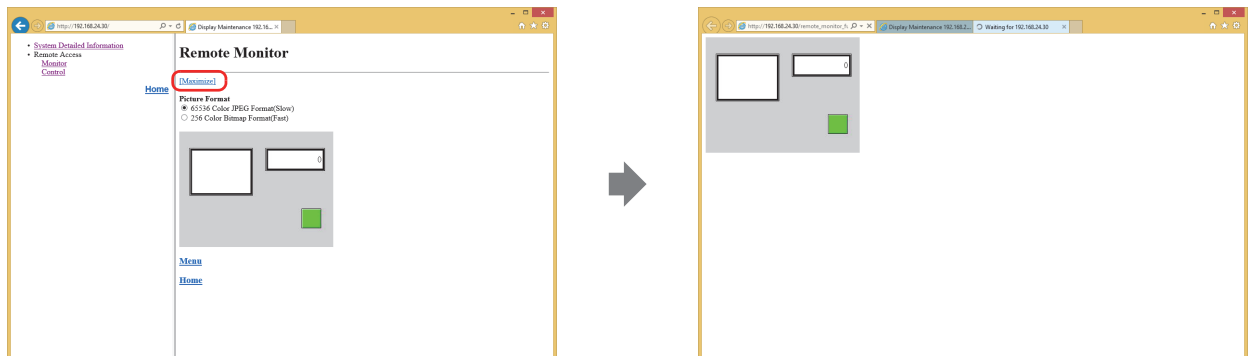 http://192.168.24.30/
Display Maintenance 192.16...
System Detailed Information
Remote Access
Monitor
Control
Home
Remote Monitor
[Maximize]
Picture Format
65536 Color JPEG Format(Slow)
256 Color Bitmap Format(Fast)
0
Menu
Home
http://192.168.24.30/remote_monitor_fu
Display Maintenance 192.168.2...
Waiting for 192.168.24.30
0